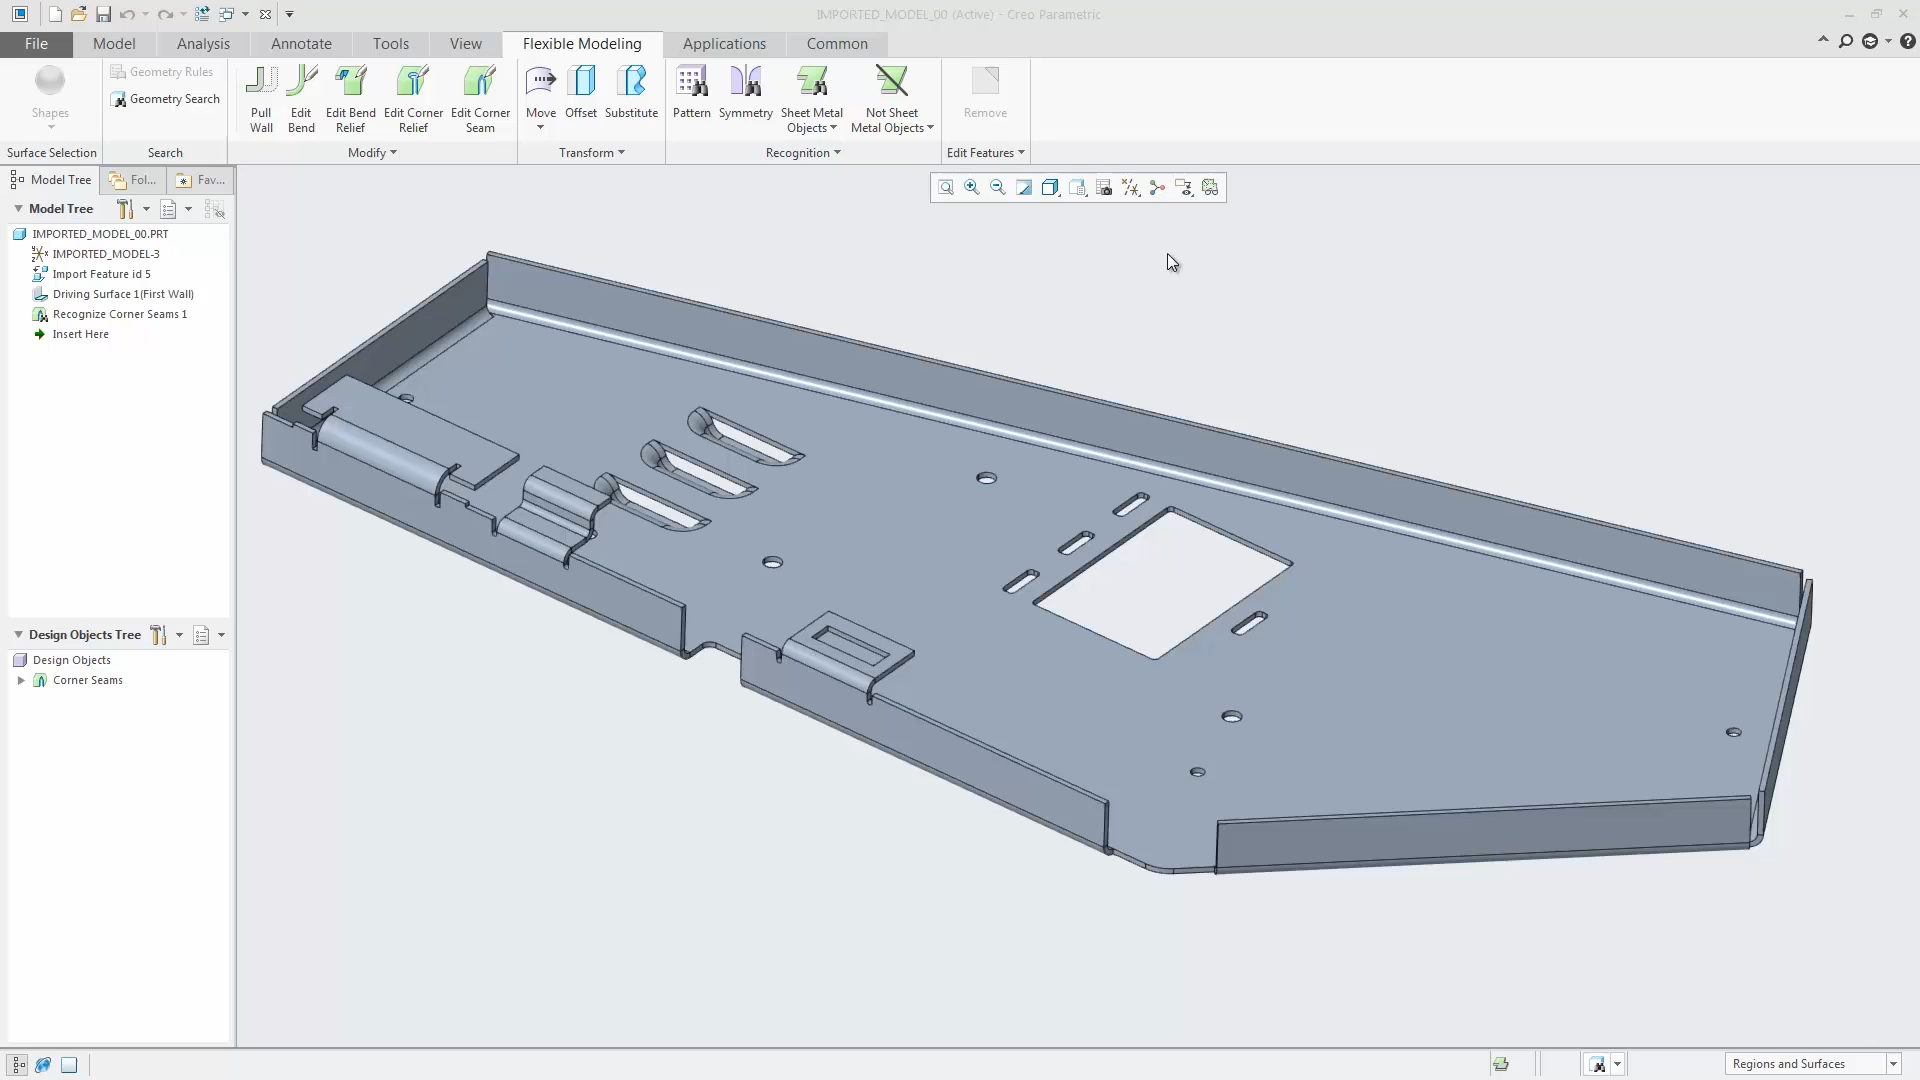 IMPORTED_MODEL_00 (Active) - Creo Parametric
File Model Analysis Annotate Tools View Flexible Modeling Applications Common
Shapes
Surface Selection
Geometry Rules
Geometry Search
Search
Pull Wall
Edit Bend
Edit Bend Relief
Edit Corner Relief
Edit Corner Seam
Modify
Move
Offset
Substitute
Transform
Pattern
Symmetry
Sheet Metal Objects
Not Sheet Metal Objects
Recognition
Remove
Edit Features
Model Tree Fol... Fav...
Model Tree
IMPORTED_MODEL_00.PRT
IMPORTED_MODEL-3
Import Feature id 5
Driving Surface 1(First Wall)
Recognize Corner Seams 1
Insert Here
Design Objects Tree
Design Objects
Corner Seams
Regions and Surfaces